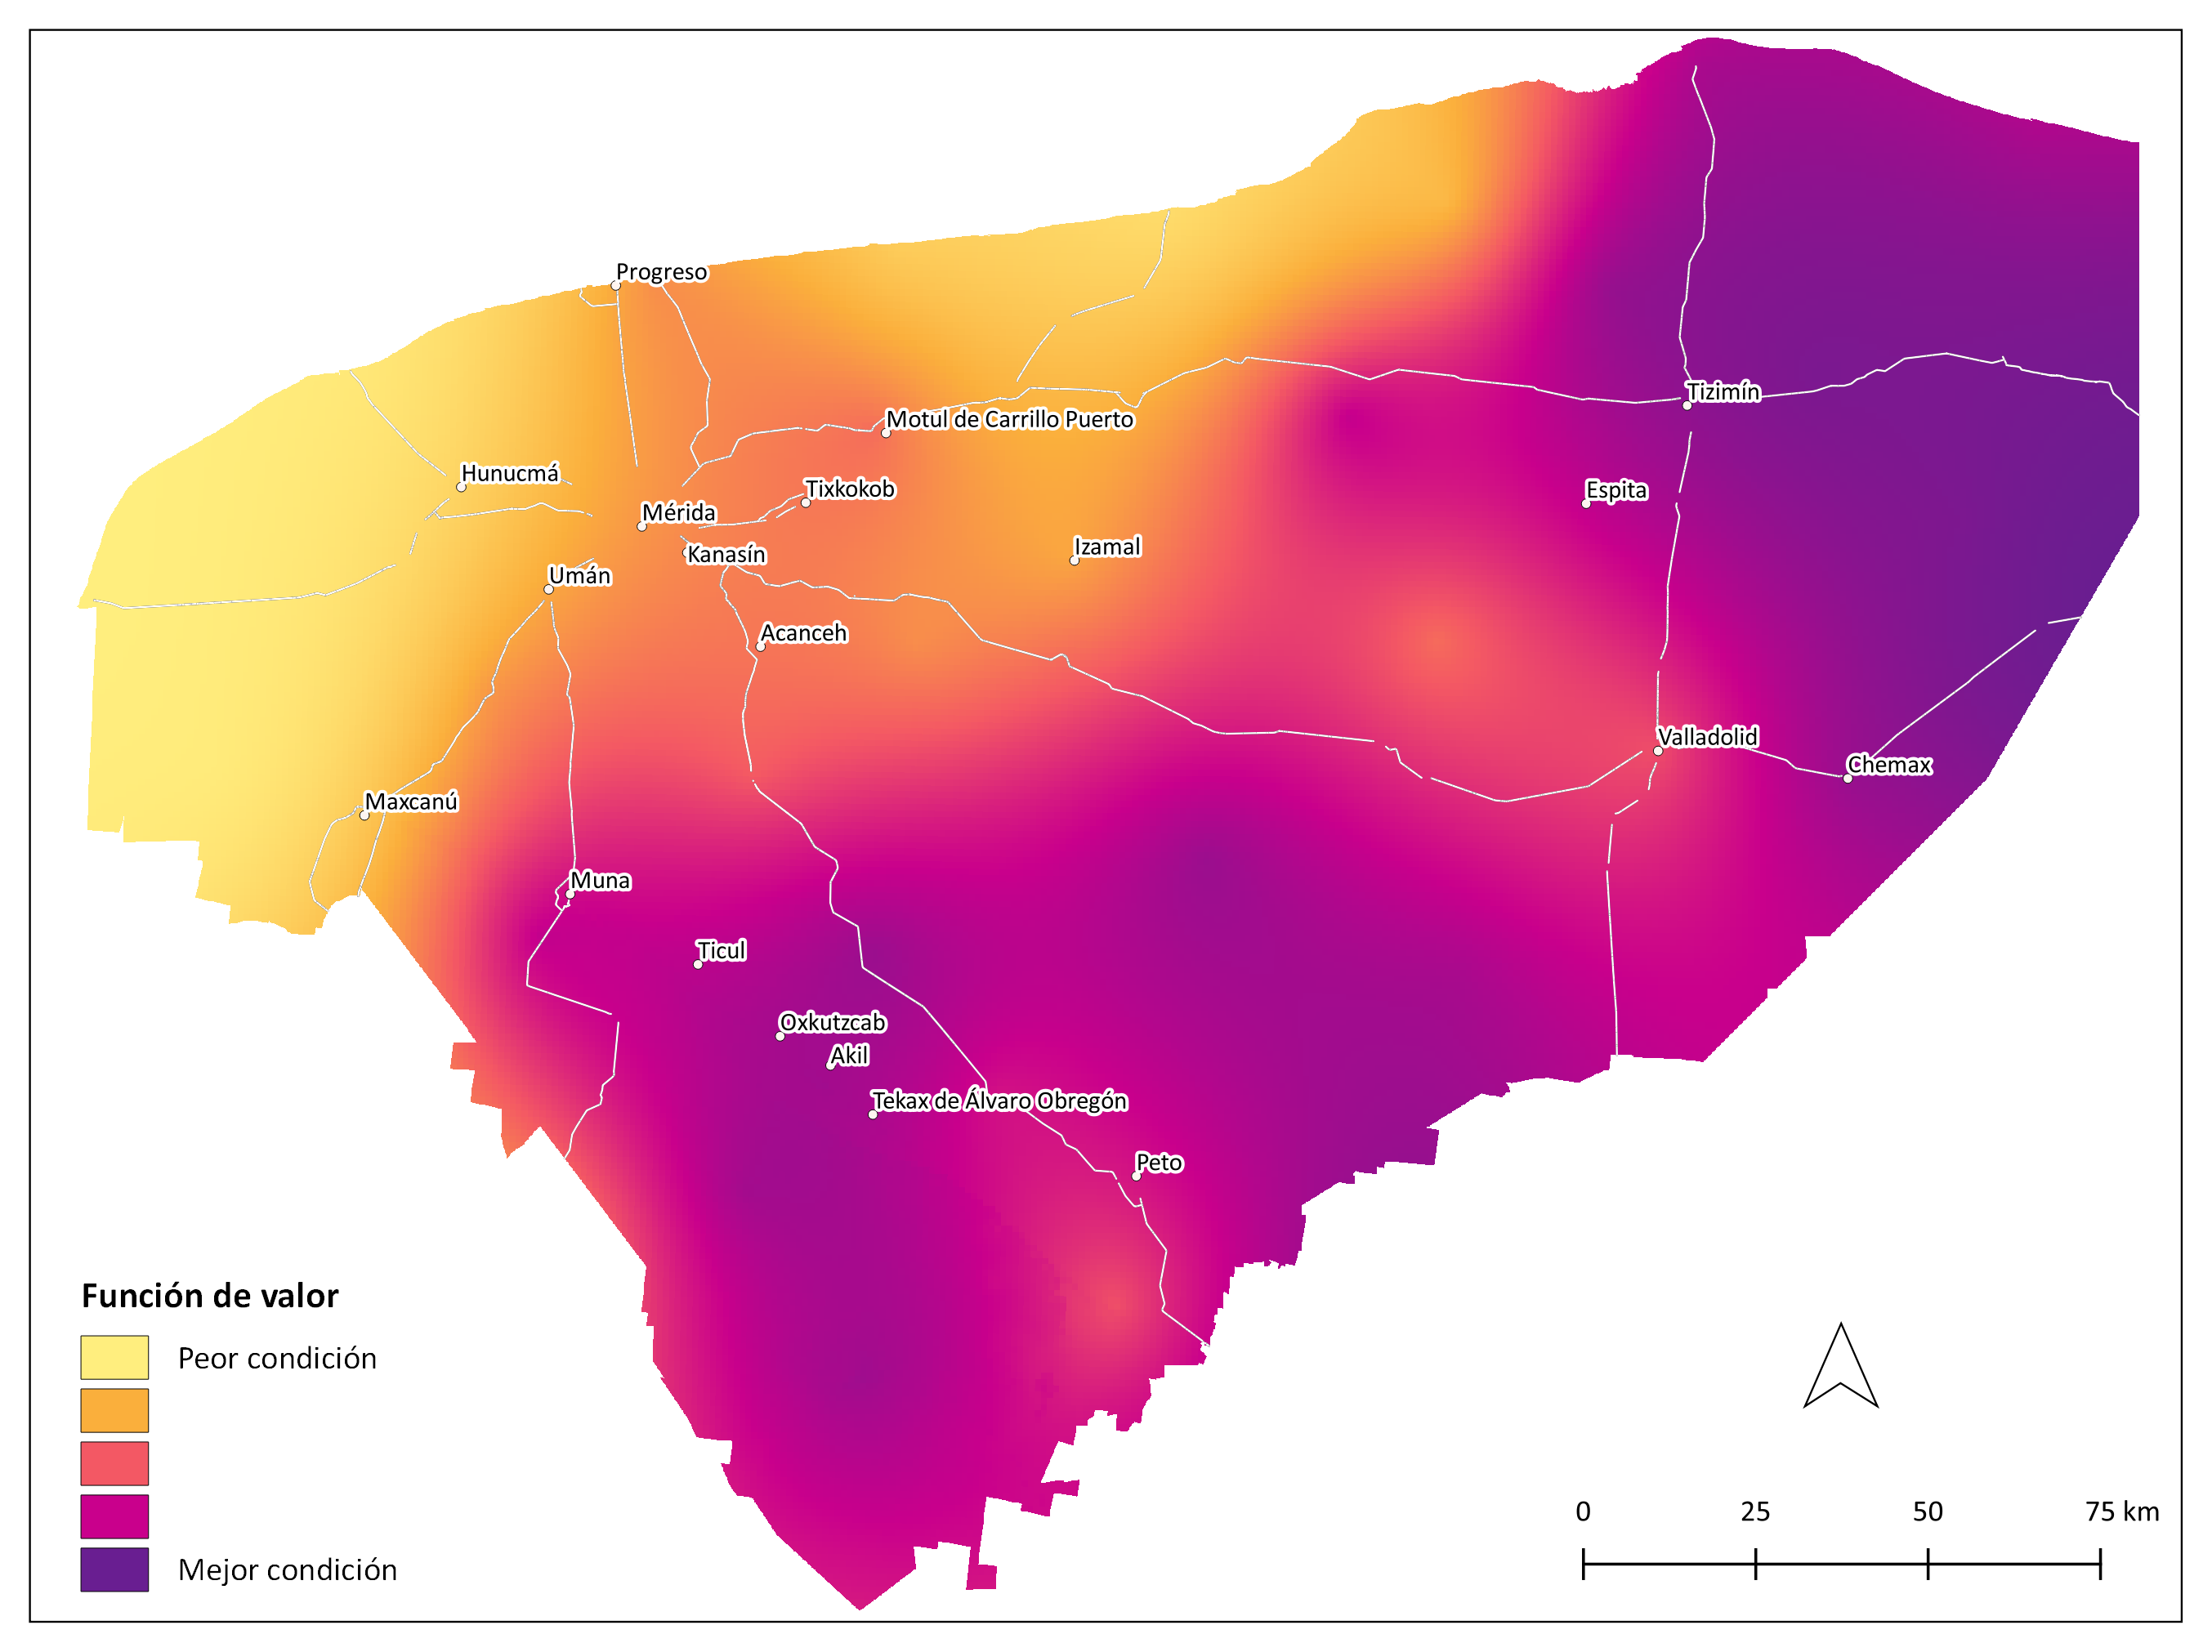 Progreso
Tizimín
Motul de Carrillo Puerto
Hunucmá
Tixkokob
Espita
Mérida
Kanasín
Izamal
Umán
Acanceh
Valladolid
Chemax
Maxcanú
Muna
Ticul
Oxkutzcab
Akil
Tekax de Álvaro Obregón
Peto
Función de valor
Peor condición
Mejor condición
0 25 50 75 km